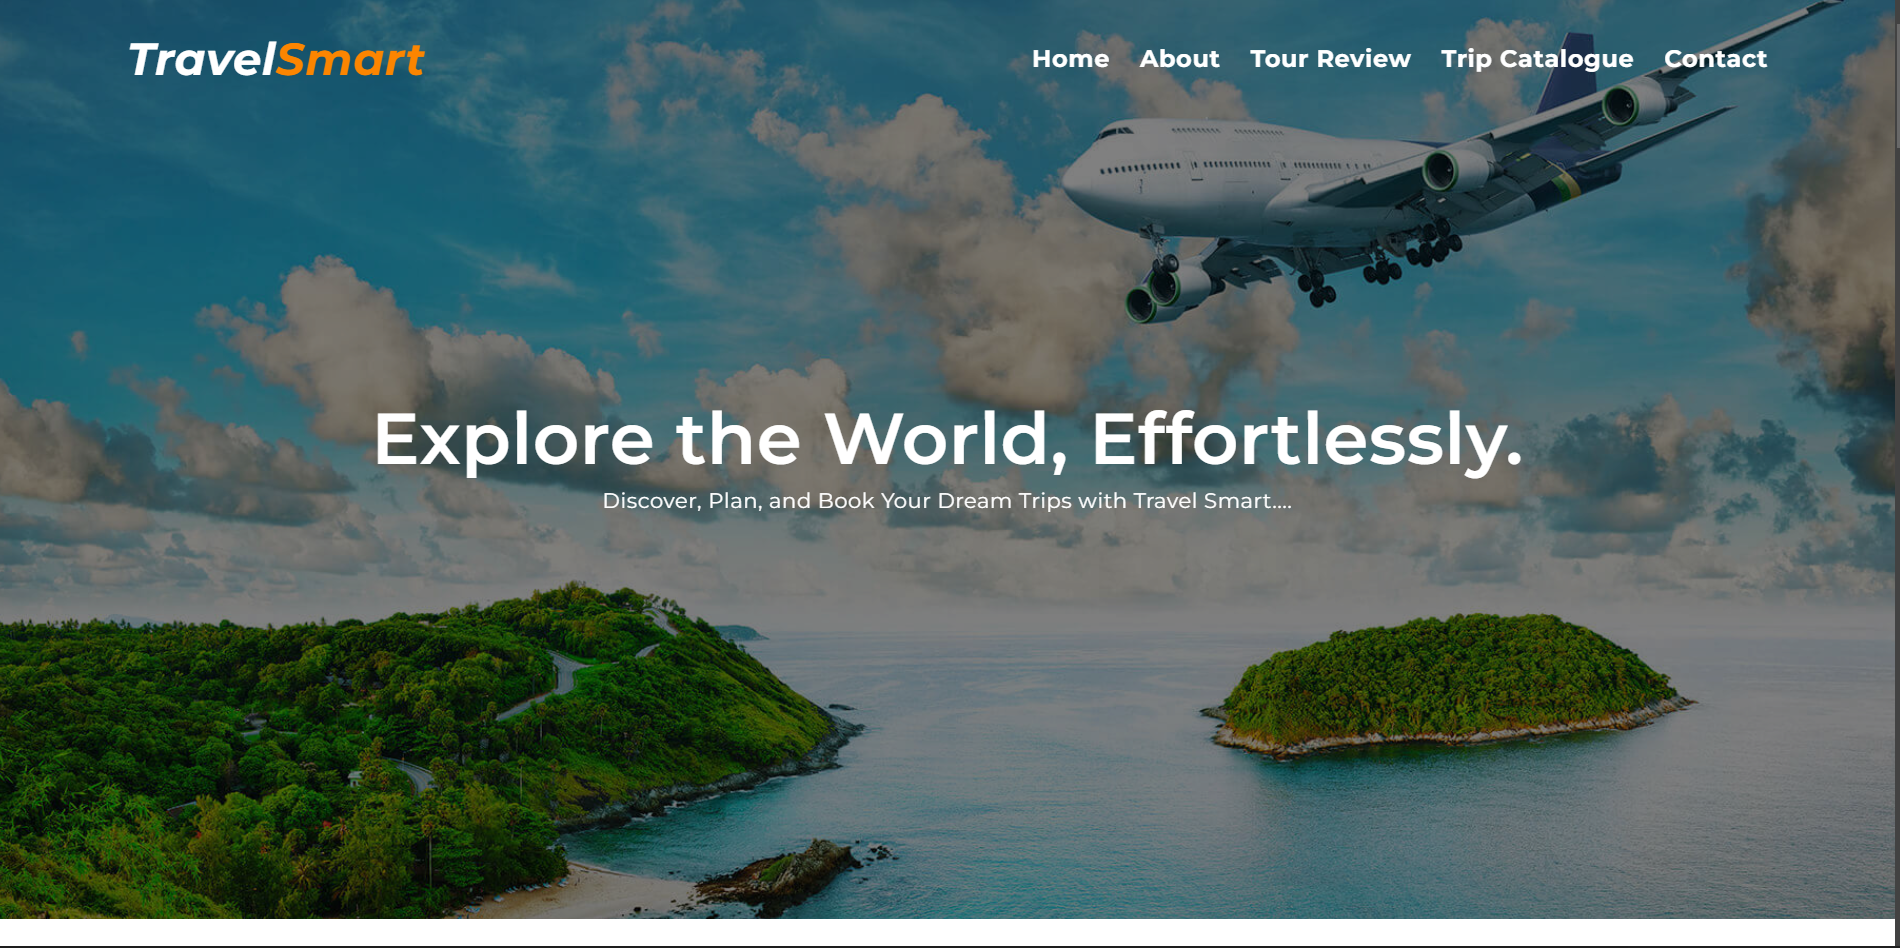 TravelSmart
Home About Tour Review Trip Catalogue Contact
Explore the World, Effortlessly.
Discover, Plan, and Book Your Dream Trips with Travel Smart....